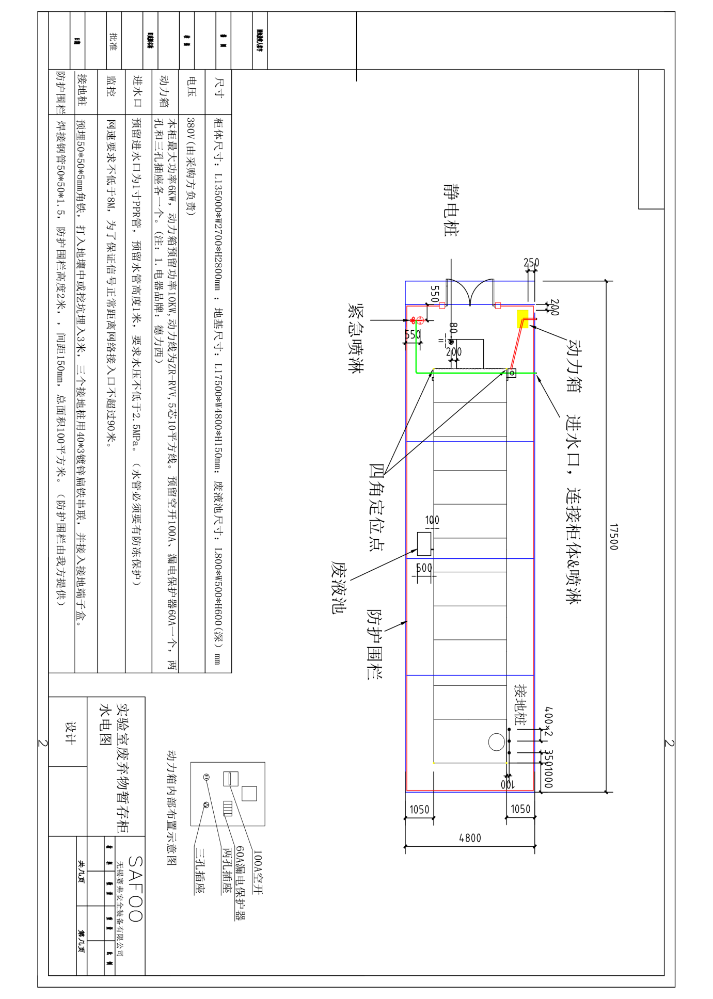 2
2
17500
250
200
动力箱
进水口，连接柜体&喷淋
静电桩
550
80
200
550
紧急喷淋
四角定位点
100
500
废液池
防护围栏
接地桩
400×2
350
1000
100
1050
1050
4800
尺寸
柜体尺寸：L135000*W2700*H2800mm ；地基尺寸：L17500*W4800*H150mm；废液池尺寸：L800*W500*H600(深) mm
电压
380V(由采购方负责)
动力箱
本柜最大功率6KW，动力箱预留功率10KW,动力线为ZR-RVV,5芯10平方线。预留空开100A、漏电保护器60A一个，两
孔和三孔插座各一个。(注：1.电器品牌：德力西)
进水口
预留进水口为1寸PPR管，预留水管高度1米，要求水压不低于2.5MPa。（水管必须要有防冻保护）
监控
网速要求不低于8M，为了保证信号正常距离网络接入口不超过90米。
接地桩
预埋50*50*5mm角铁，打入地壤中或挖坑埋入3米，三个接地桩用40*3镀锌扁铁串联，并接入接地端子盒。
防护围栏
焊接钢管50*50*1.5，防护围栏高度2米，，间距150mm，总面积100平方米。（防护围栏由我方提供）
批准
日期
100A空开
60A漏电保护器
两孔插座
三孔插座
动力箱内部布置示意图
实验室废弃物暂存柜
水电图
设计
SAFOO
无锡赛弗安全装备有限公司
材 料
数 量
重 量
比 例
共几页
第几页